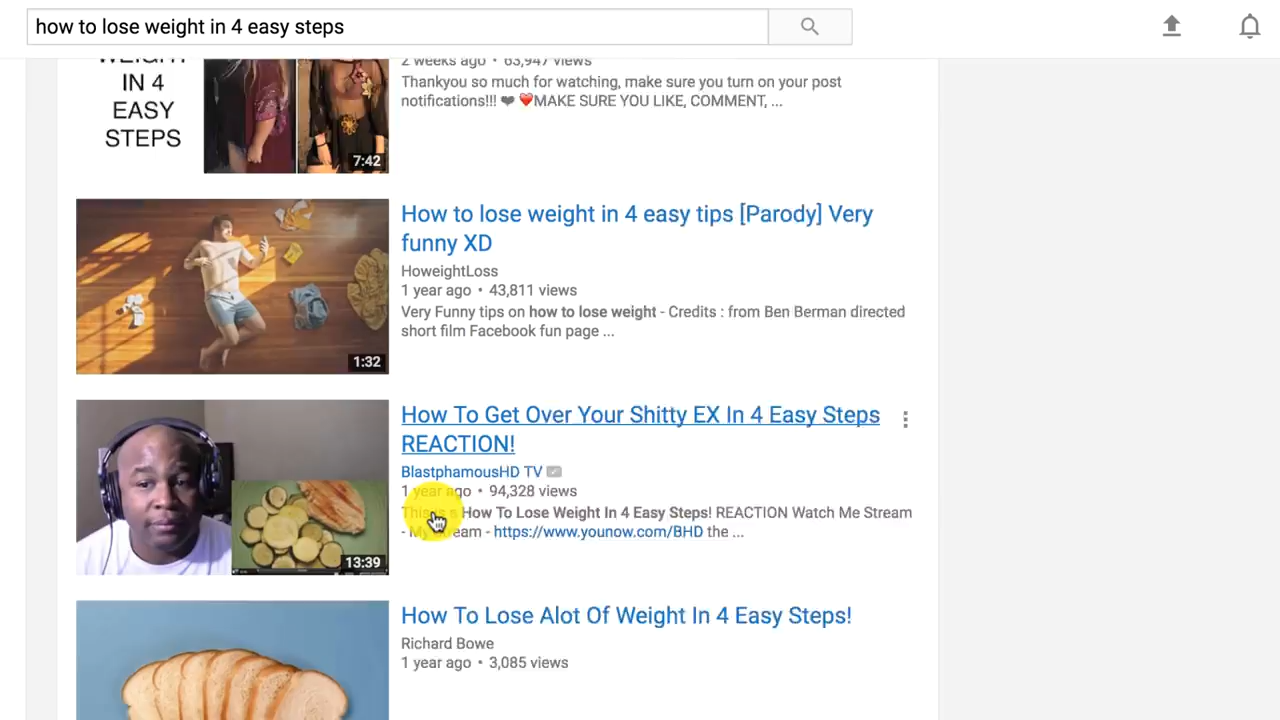 how to lose weight in 4 easy steps
WEIGHT
IN 4
EASY
STEPS
7:42
2 weeks ago • 63,947 views
Thankyou so much for watching, make sure you turn on your post
notifications!!! ❤ ❤️MAKE SURE YOU LIKE, COMMENT, ...
1:32
How to lose weight in 4 easy tips [Parody] Very
funny XD
HoweightLoss
1 year ago • 43,811 views
Very Funny tips on how to lose weight - Credits : from Ben Berman directed
short film Facebook fun page ...
13:39
How To Get Over Your Shitty EX In 4 Easy Steps
REACTION!
BlastphamousHD TV
1 year ago • 94,328 views
This is s How To Lose Weight In 4 Easy Steps! REACTION Watch Me Stream
- My Stream - https://www.younow.com/BHD the ...
How To Lose Alot Of Weight In 4 Easy Steps!
Richard Bowe
1 year ago • 3,085 views